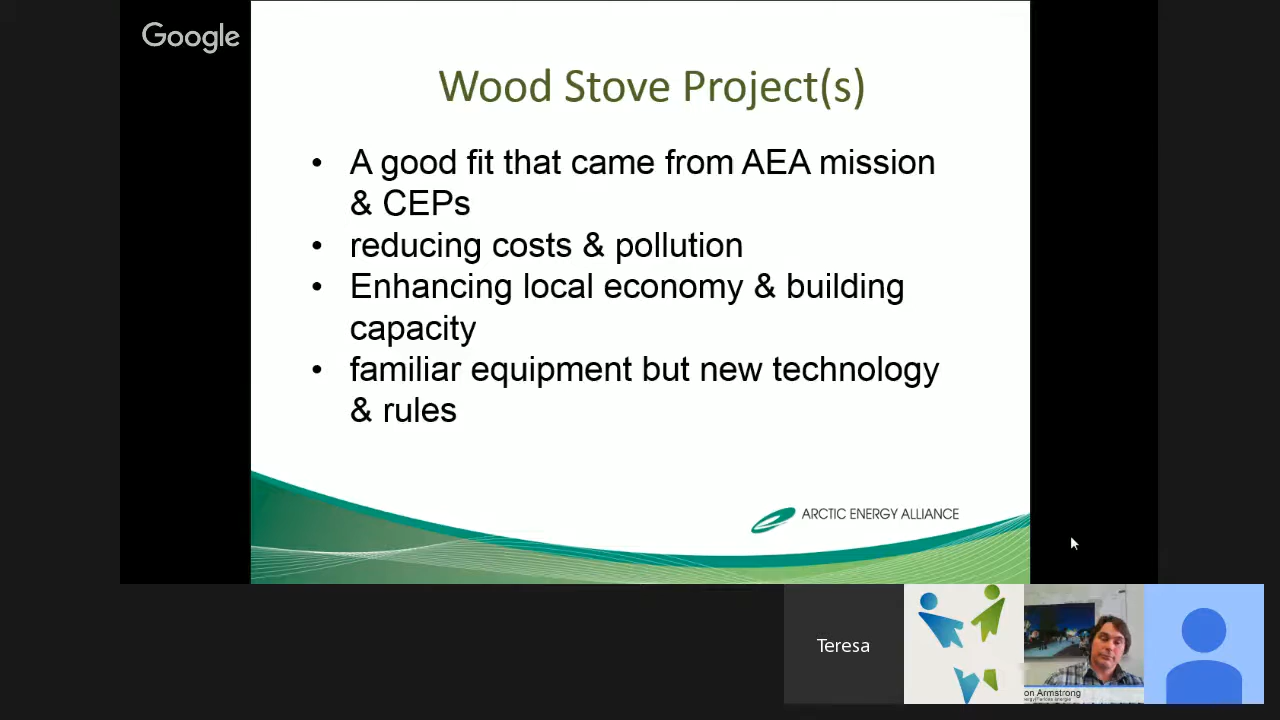 Google
Wood Stove Project(s)
• A good fit that came from AEA mission
& CEPs
• reducing costs & pollution
• Enhancing local economy & building
capacity
• familiar equipment but new technology
& rules
ARCTIC ENERGY ALLIANCE
Teresa
on Armstrong